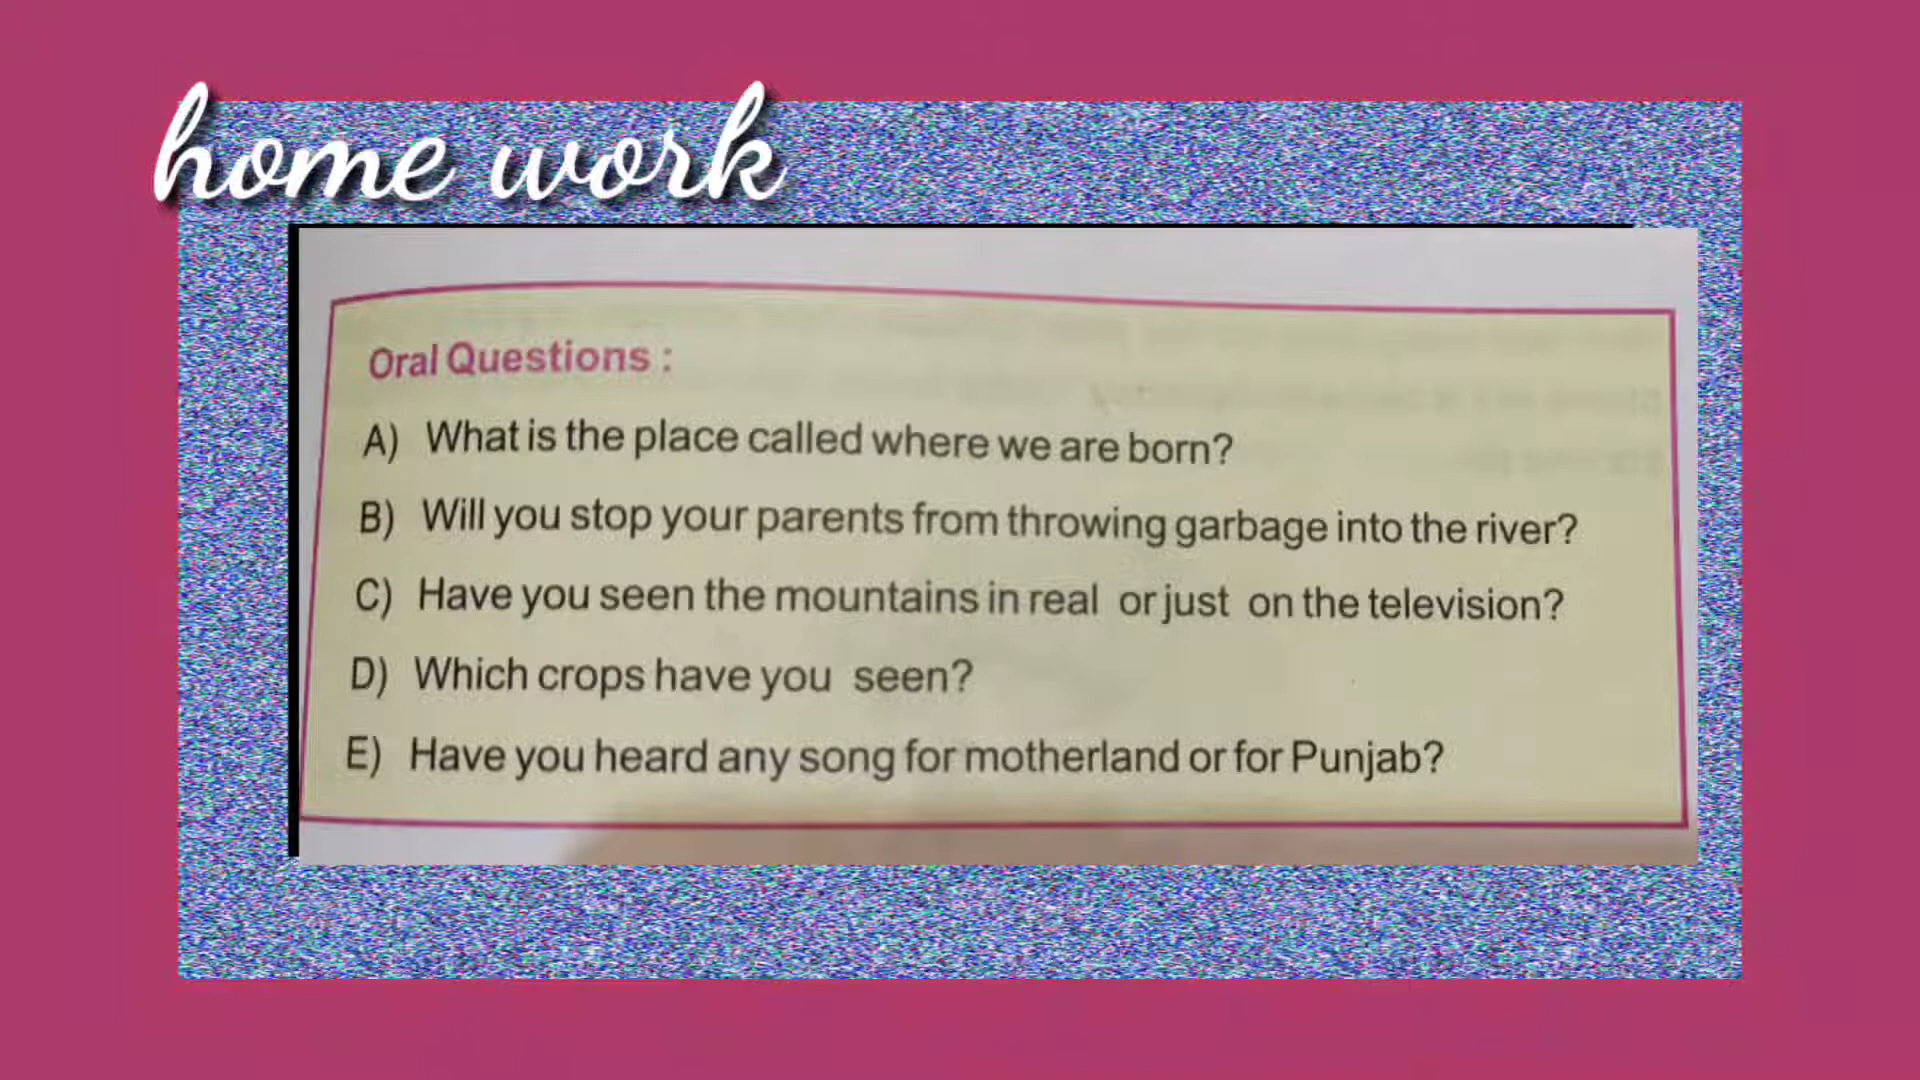 home work
Oral Questions :
A) What is the place called where we are born?
B) Will you stop your parents from throwing garbage into the river?
C) Have you seen the mountains in real or just on the television?
D) Which crops have you seen?
E) Have you heard any song for motherland or for Punjab?